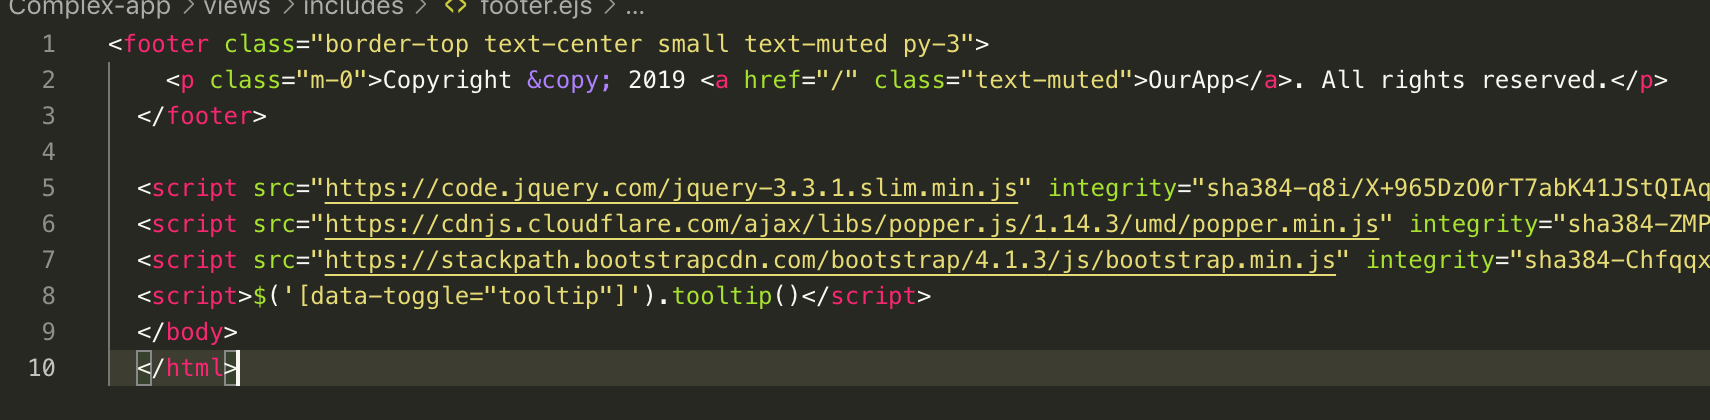 Complex-app > views > includes > <> footer.ejs > ...
1 <footer class="border-top text-center small text-muted py-3">
2 <p class="m-0">Copyright &copy; 2019 <a href="/" class="text-muted">OurApp</a>. All rights reserved.</p>
3 </footer>
4
5 <script src="https://code.jquery.com/jquery-3.3.1.slim.min.js" integrity="sha384-q8i/X+965DzO0rT7abK41JStQIAq
6 <script src="https://cdnjs.cloudflare.com/ajax/libs/popper.js/1.14.3/umd/popper.min.js" integrity="sha384-ZMP
7 <script src="https://stackpath.bootstrapcdn.com/bootstrap/4.1.3/js/bootstrap.min.js" integrity="sha384-Chfqqx
8 <script>$('[data-toggle="tooltip"]').tooltip()</script>
9 </body>
10 </html>